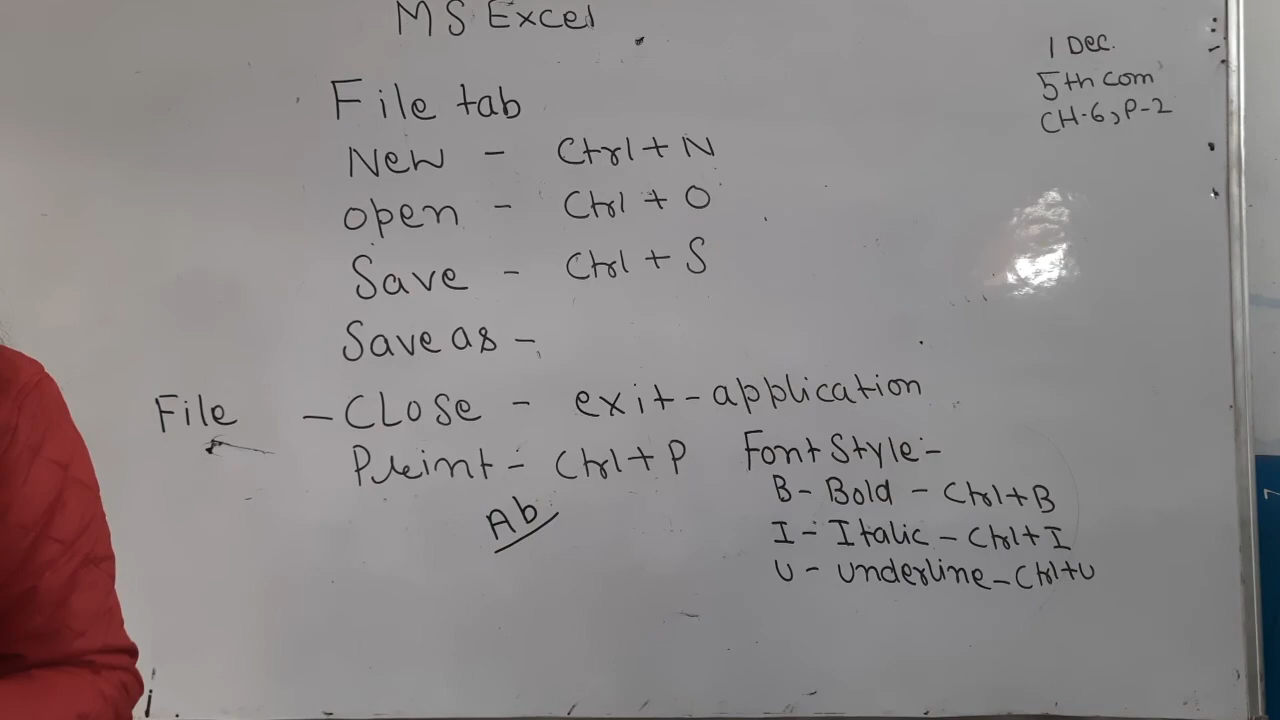 MS Excel
1 Dec.
5th com
CH-6, P-2
File tab
New - Ctrl + N
open - Ctrl + O
Save - Ctrl + S
Save as -
File - CLose - exit - application
Print - Ctrl + P
Ab
Font Style:-
B - Bold - Ctrl + B
I - Italic - Ctrl + I
U - underline - Ctrl + U